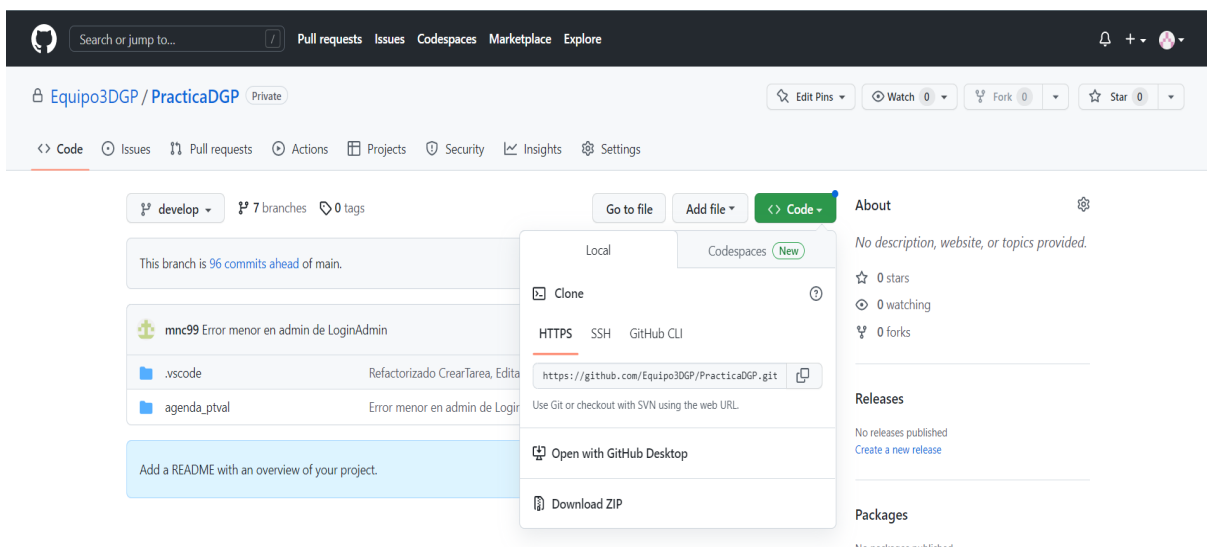 Search or jump to... /
Pull requests Issues Codespaces Marketplace Explore
Equipo3DGP / PracticaDGP Private
Edit Pins Watch 0 Fork 0 Star 0
Code Issues Pull requests Actions Projects Security Insights Settings
develop 7 branches 0 tags
Go to file Add file Code
This branch is 96 commits ahead of main.
mnc99 Error menor en admin de LoginAdmin
.vscode Refactorizado CrearTarea, Edita
agenda_ptval Error menor en admin de Logir
Add a README with an overview of your project.
Local Codespaces New
Clone
HTTPS SSH GitHub CLI
https://github.com/Equipo3DGP/PracticaDGP.git
Use Git or checkout with SVN using the web URL.
Open with GitHub Desktop
Download ZIP
About
No description, website, or topics provided.
0 stars
0 watching
0 forks
Releases
No releases published
Create a new release
Packages
No packages published